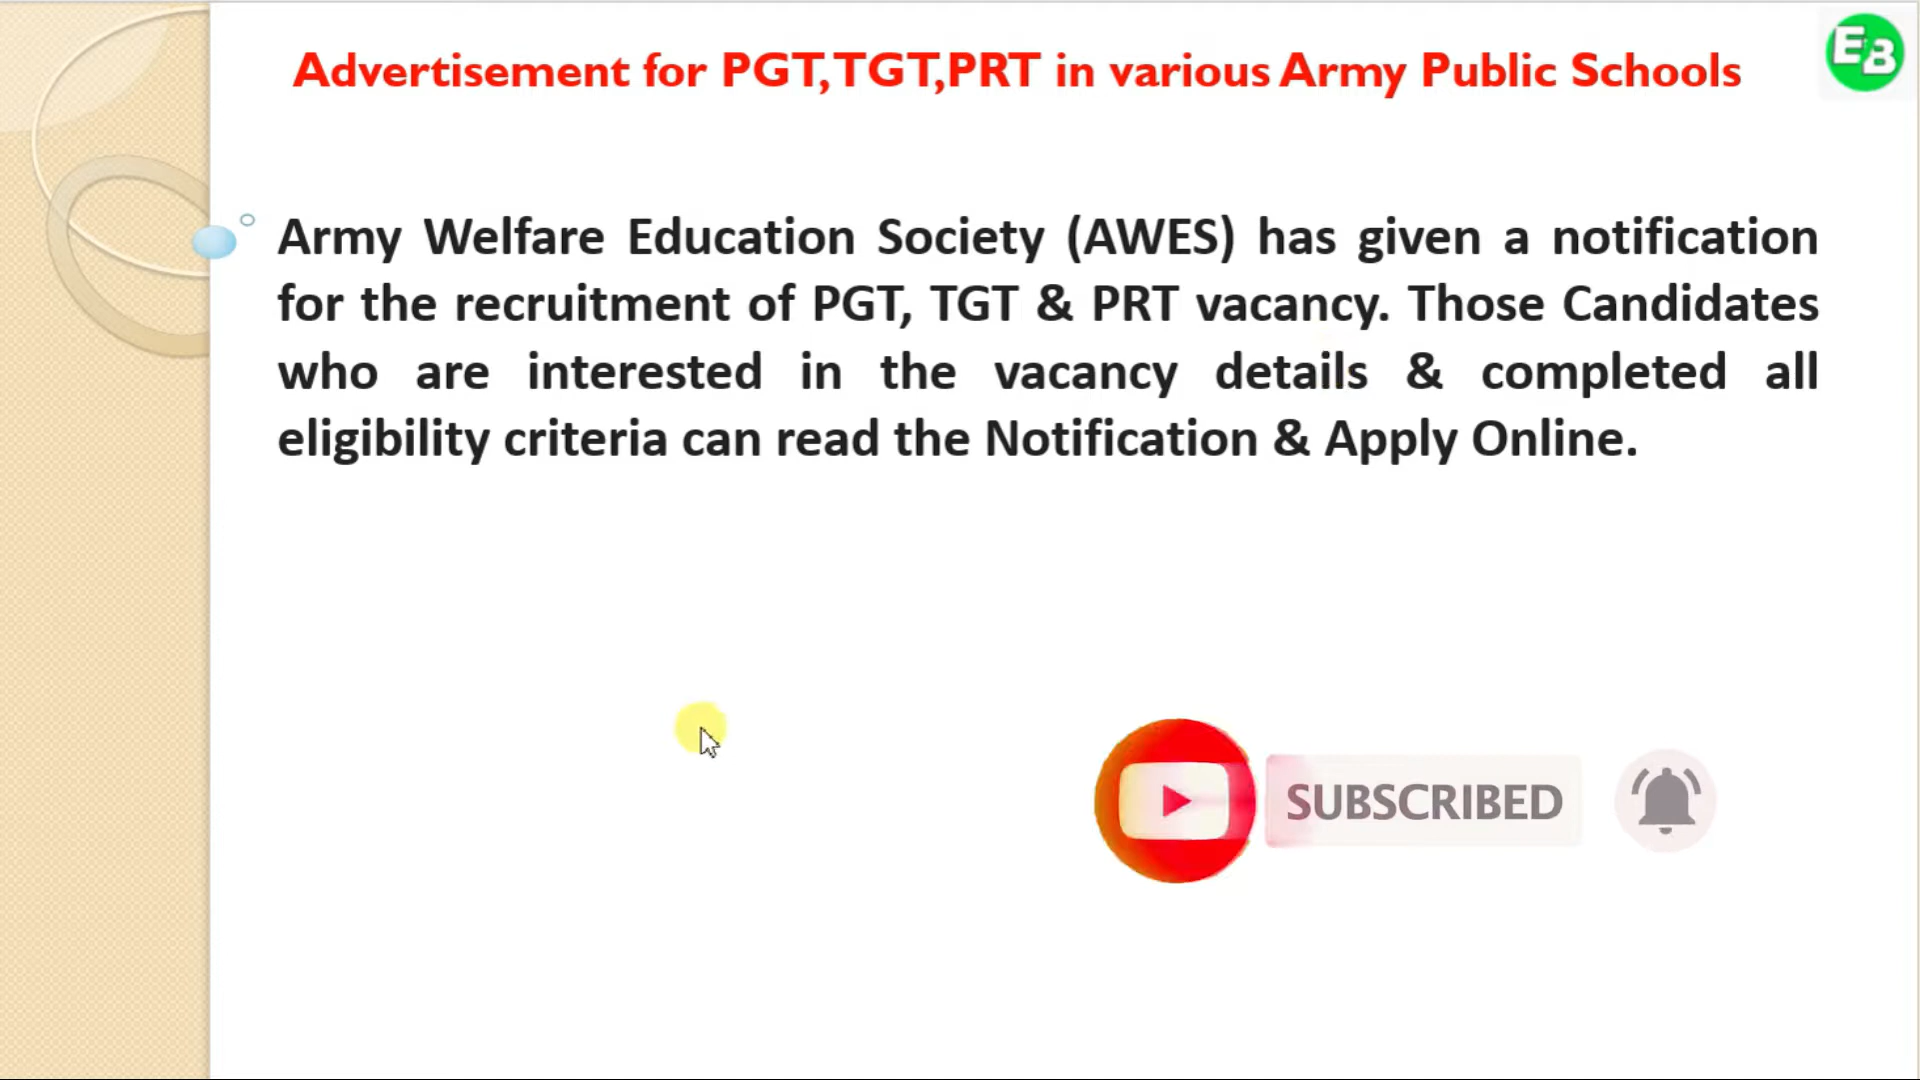 Advertisement for PGT,TGT,PRT in various Army Public Schools
EB
Army Welfare Education Society (AWES) has given a notification
for the recruitment of PGT, TGT & PRT vacancy. Those Candidates
who are interested in the vacancy details & completed all
eligibility criteria can read the Notification & Apply Online.
SUBSCRIBED